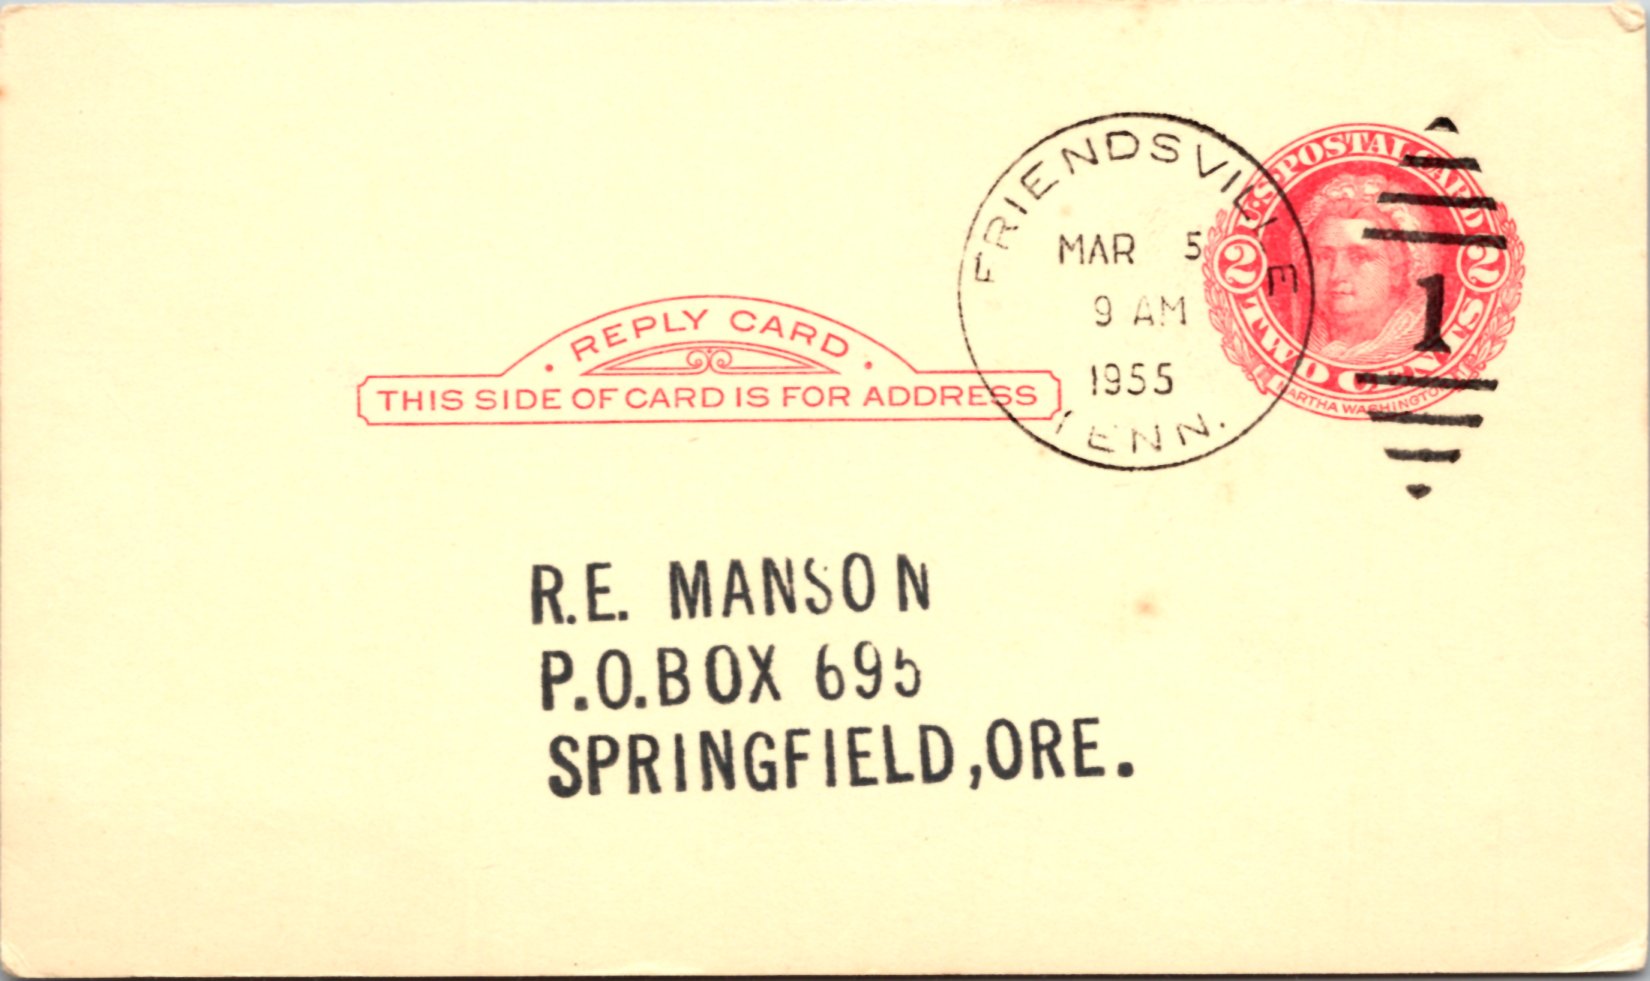 FRIENDSVILLE
MAR 5
9 AM
1955
TENN.
U.S. POSTAL CARD
2 2
1
TWO CENTS
MARTHA WASHINGTON
REPLY CARD
THIS SIDE OF CARD IS FOR ADDRESS
R.E. MANSON
P.O.BOX 695
SPRINGFIELD,ORE.